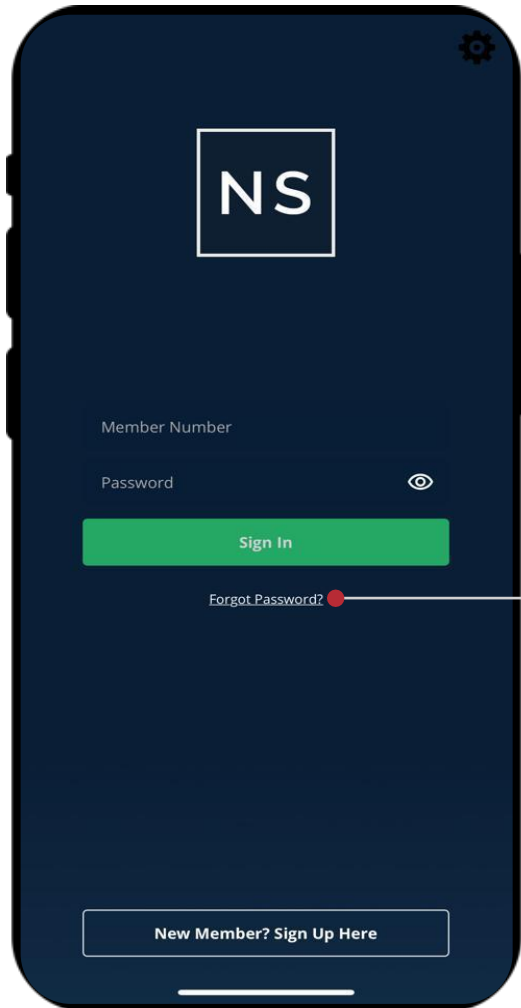 NS
Member Number
Password
Sign In
Forgot Password?
New Member? Sign Up Here